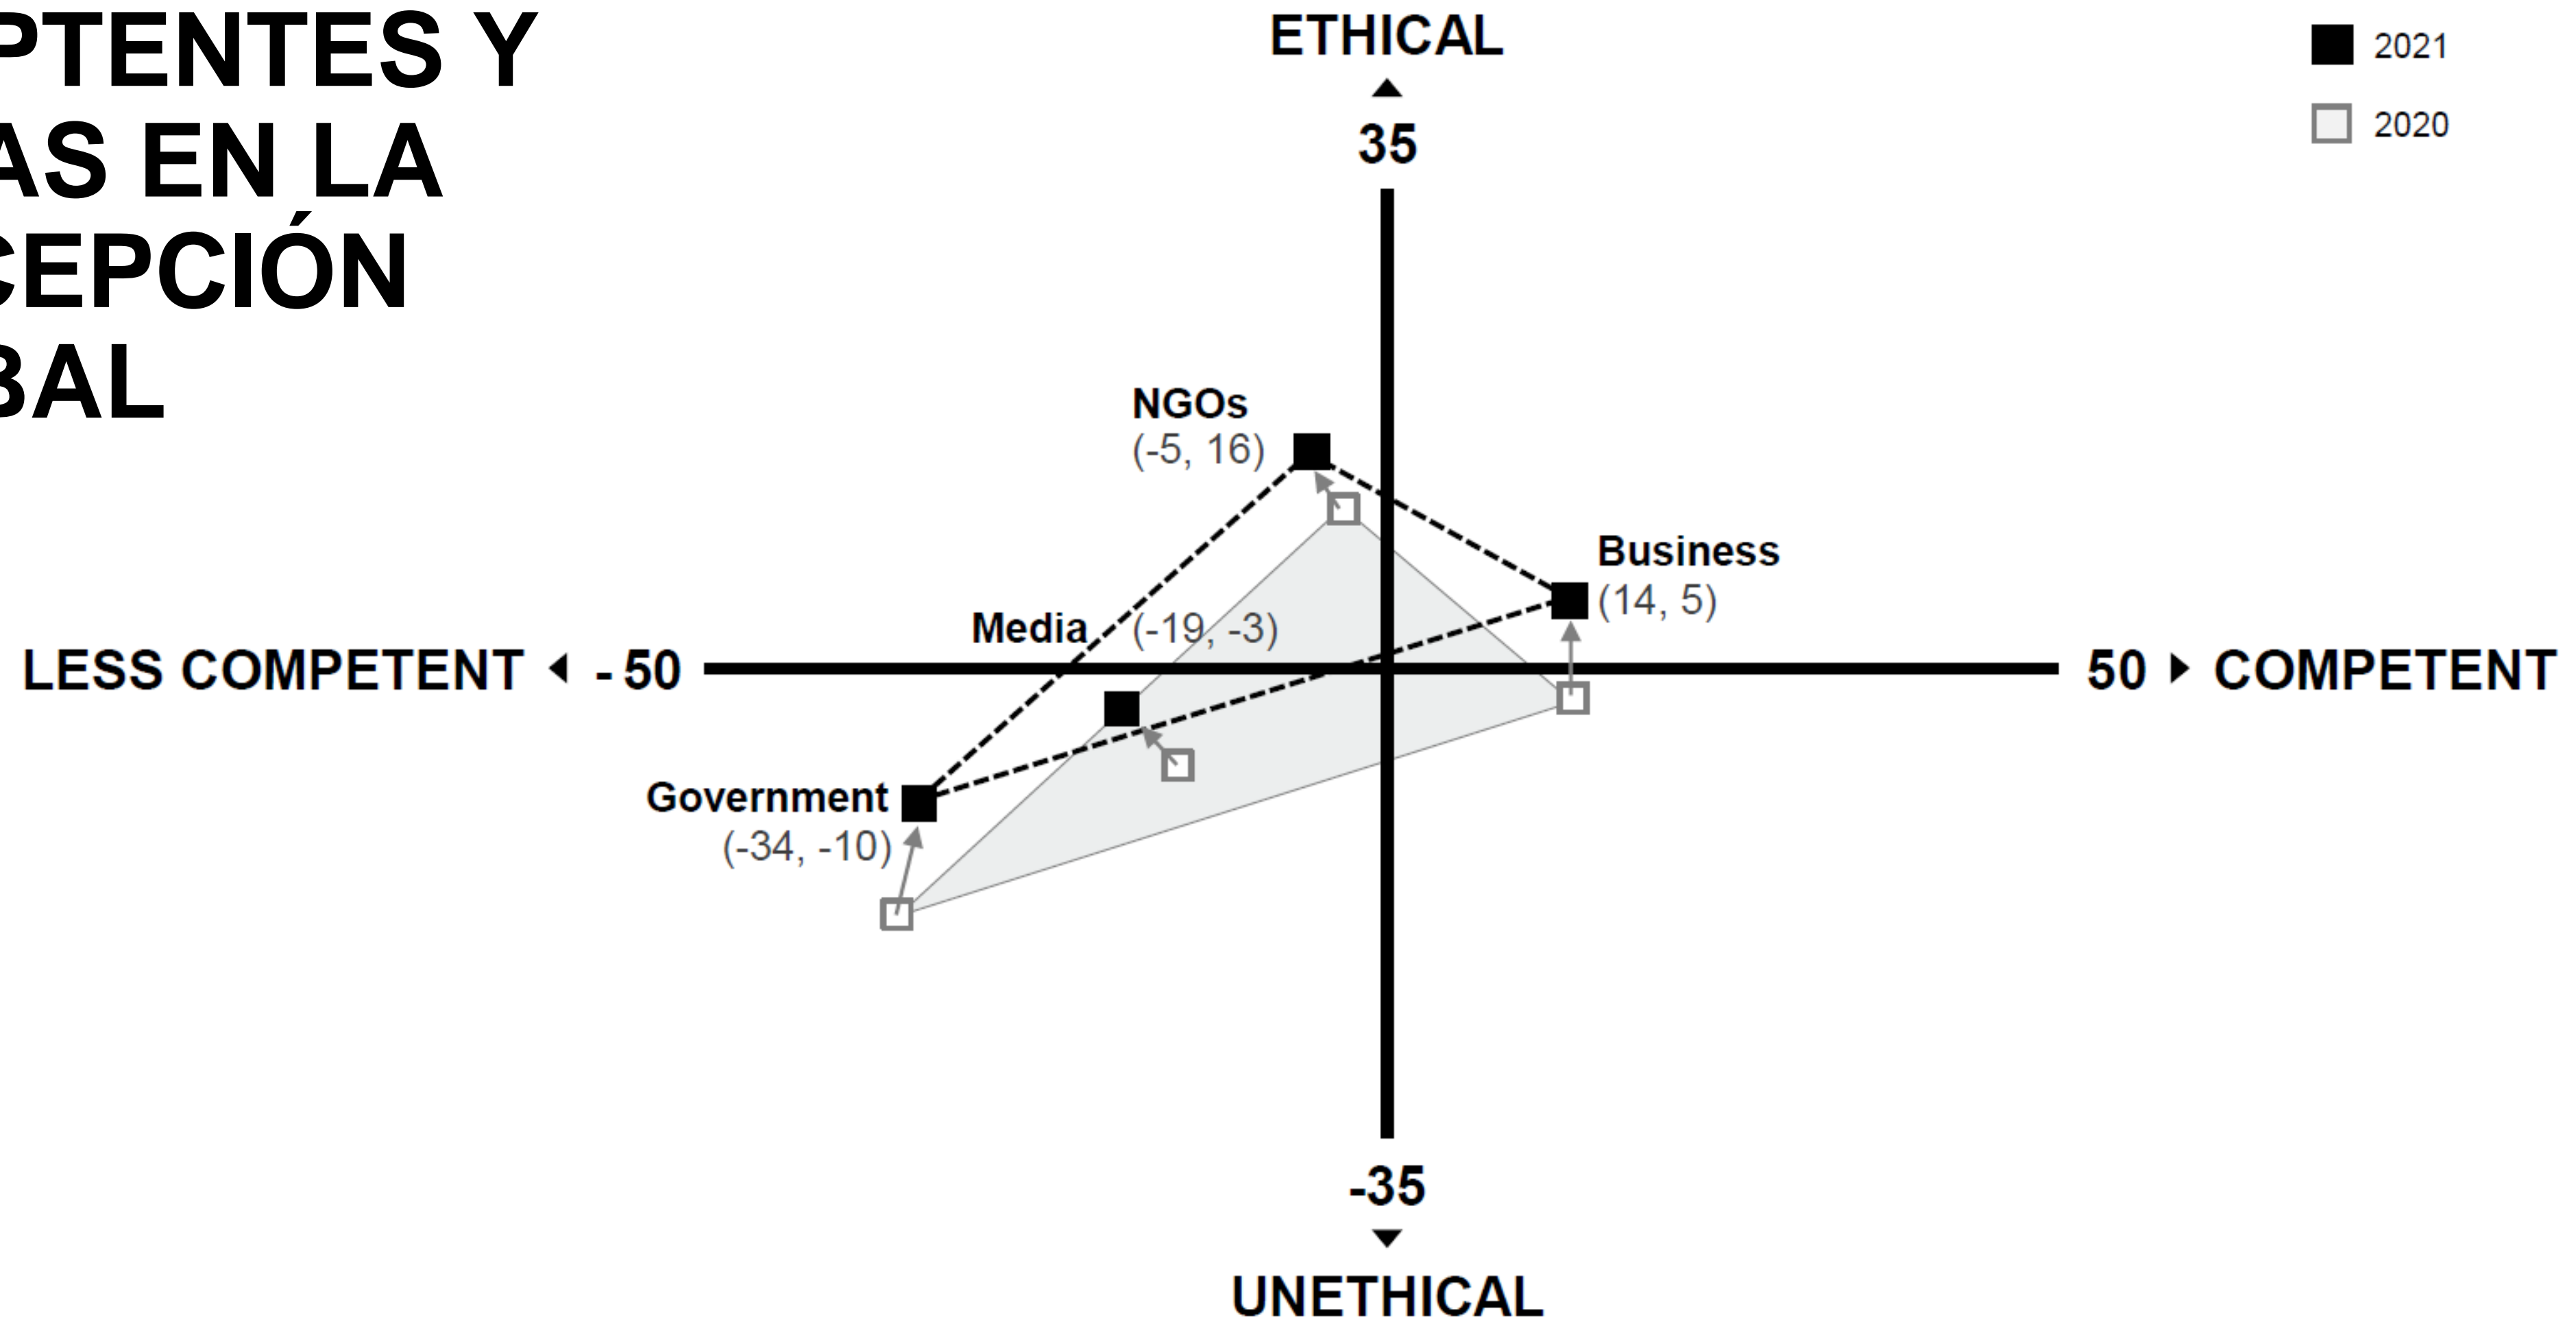 PTENTES Y
AS EN LA
CEPCIÓN
BAL
ETHICAL
35
2021
2020
NGOs
(-5, 16)
Business
(14, 5)
Media (-19, -3)
LESS COMPETENT - 50
50 COMPETENT
Government
(-34, -10)
-35
UNETHICAL